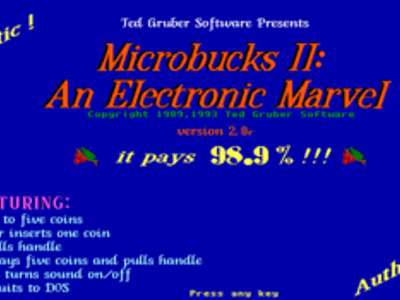 tic !
Ted Gruber Software Presents
Microbucks II:
An Electronic Marvel
Copyright 1989,1993 Ted Gruber Software
version 2.0r
it pays 98.9 % !!!
TURING:
to five coins
r inserts one coin
lls handle
ays five coins and pulls handle
turns sound on/off
uits to DOS
Press any key
Auth